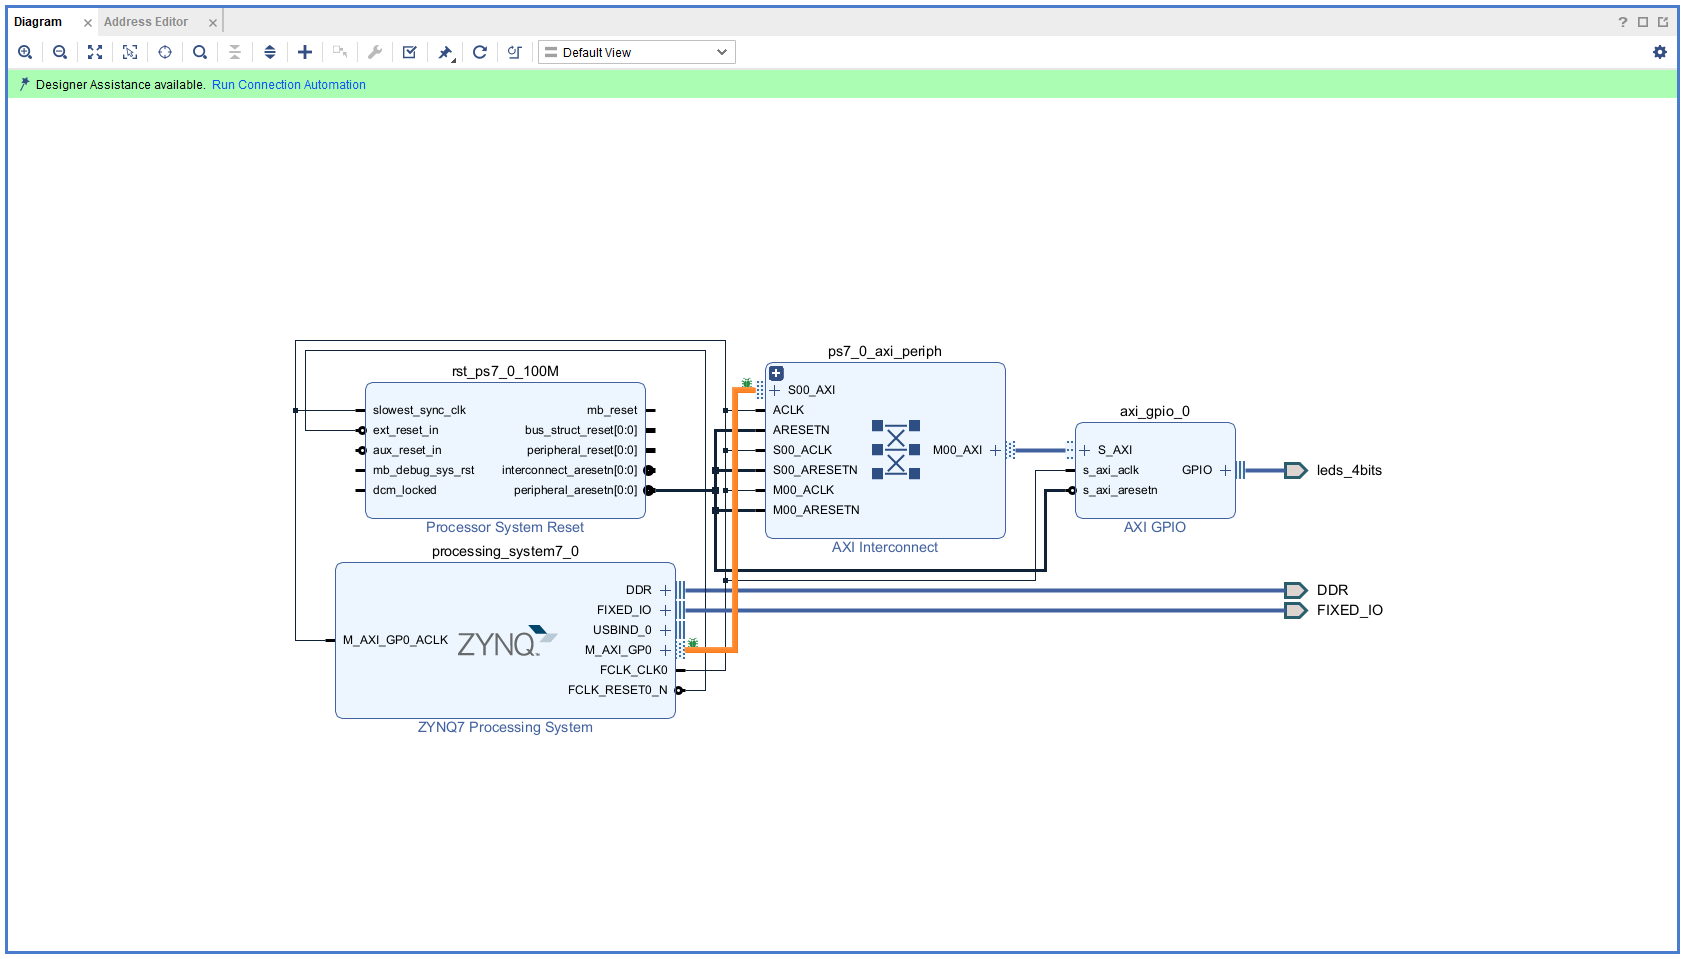 Diagram
Address Editor
?
Default View
Designer Assistance available. Run Connection Automation
rst_ps7_0_100M
slowest_sync_clk
ext_reset_in
aux_reset_in
mb_debug_sys_rst
dcm_locked
mb_reset
bus_struct_reset[0:0]
peripheral_reset[0:0]
interconnect_aresetn[0:0]
peripheral_aresetn[0:0]
Processor System Reset
processing_system7_0
M_AXI_GP0_ACLK
ZYNQ
DDR
FIXED_IO
USBIND_0
M_AXI_GP0
FCLK_CLK0
FCLK_RESET0_N
ZYNQ7 Processing System
ps7_0_axi_periph
S00_AXI
ACLK
ARESETN
S00_ACLK
S00_ARESETN
M00_ACLK
M00_ARESETN
M00_AXI
AXI Interconnect
axi_gpio_0
S_AXI
s_axi_aclk
s_axi_aresetn
GPIO
AXI GPIO
leds_4bits
DDR
FIXED_IO